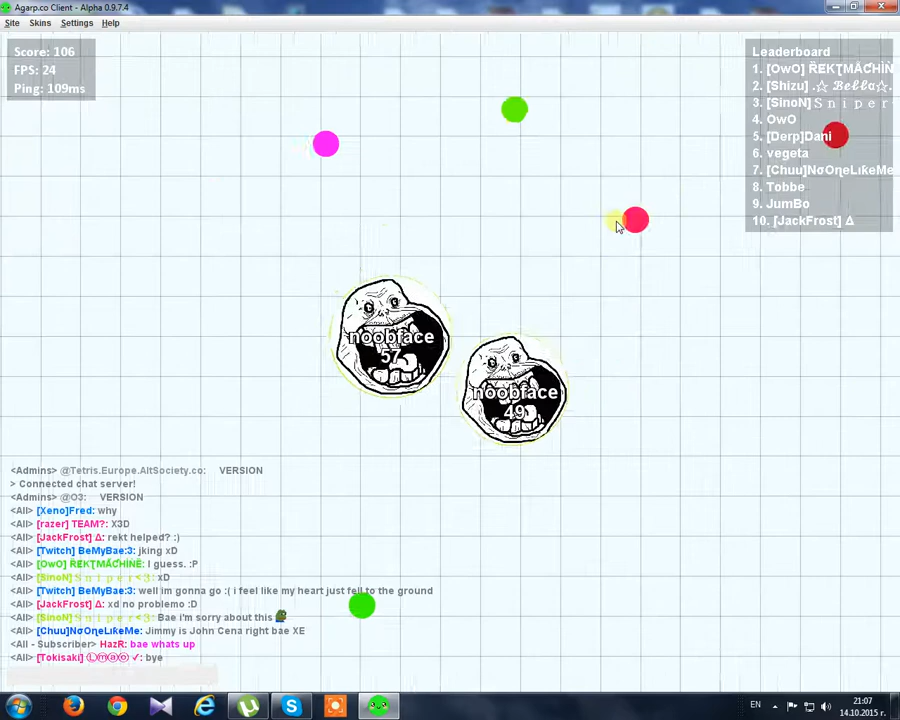 Agarp.co Client - Alpha 0.9.7.4
Site Skins Settings Help
Score: 106
FPS: 24
Ping: 109ms
Leaderboard
1. [OwO]
2. [Shizu] .☆ ℬℯℓℓα☆.
3. [SinoN] S n i p e r
4. OwO
5. [Derp]Dani
6. vegeta
7. [Chuu]NσOηeLιƙeMe
8. Tobbe
9. JumBo
10. [JackFrost] Δ
noobface
57
noobface
49
<Admins> @Tetris.Europe.AltSociety.co: VERSION
> Connected chat server!
<Admins> @O3: VERSION
<All> [Xeno]Fred: why
<All> [razer] TEAM?: X3D
<All> [JackFrost] Δ: rekt helped? :)
<All> [Twitch] BeMyBae:3: jking xD
<All> [OwO] I guess. :P
<All> [SinoN] S n i p e r < 3: xD
<All> [Twitch] BeMyBae:3: well im gonna go :( i feel like my heart just fell to the ground
<All> [JackFrost] Δ: xd no problemo :D
<All> [SinoN] S n i p e r < 3: Bae i'm sorry about this
<All> [Chuu]NσOηeLιƙeMe: Jimmy is John Cena right bae XE
<All - Subscriber> HazR: bae whats up
<All> [Tokisaki] Ⓛⓜⓐⓞ ✓: bye
EN
21:07
14.10.2015 г.